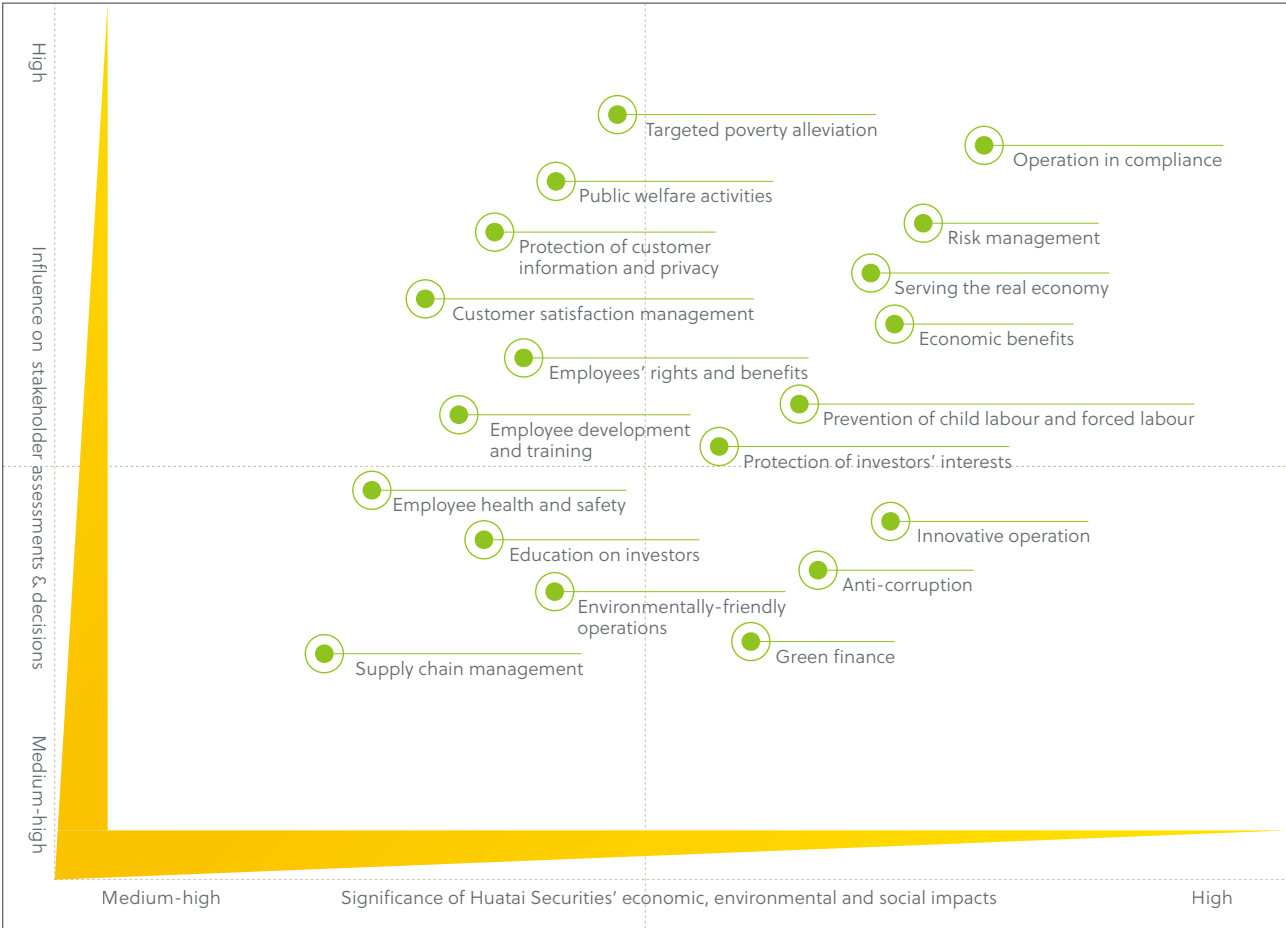 High
Influence on stakeholder assessments & decisions
Medium-high
Targeted poverty alleviation
Operation in compliance
Public welfare activities
Risk management
Protection of customer
information and privacy
Serving the real economy
Customer satisfaction management
Economic benefits
Employees’ rights and benefits
Prevention of child labour and forced labour
Employee development
and training
Protection of investors’ interests
Employee health and safety
Innovative operation
Education on investors
Anti-corruption
Environmentally-friendly
operations
Green finance
Supply chain management
Medium-high
Significance of Huatai Securities’ economic, environmental and social impacts
High